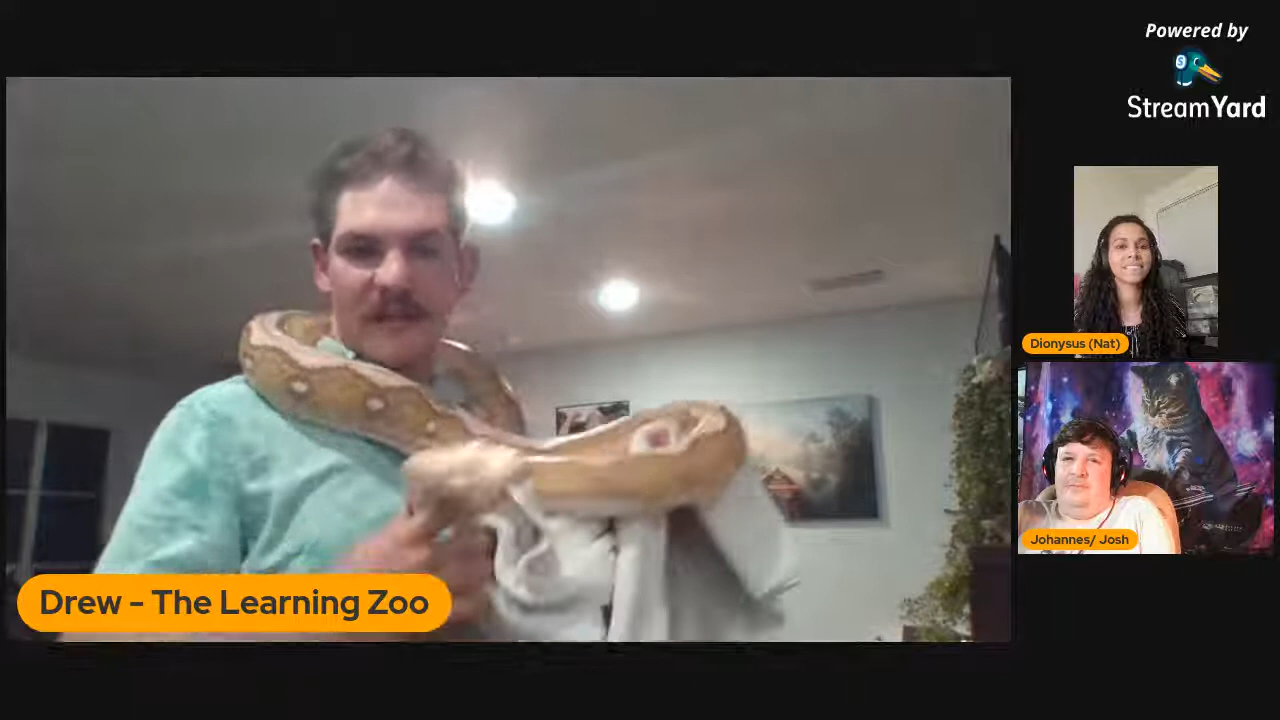 Powered by
StreamYard
Dionysus (Nat)
Johannes/ Josh
Drew - The Learning Zoo